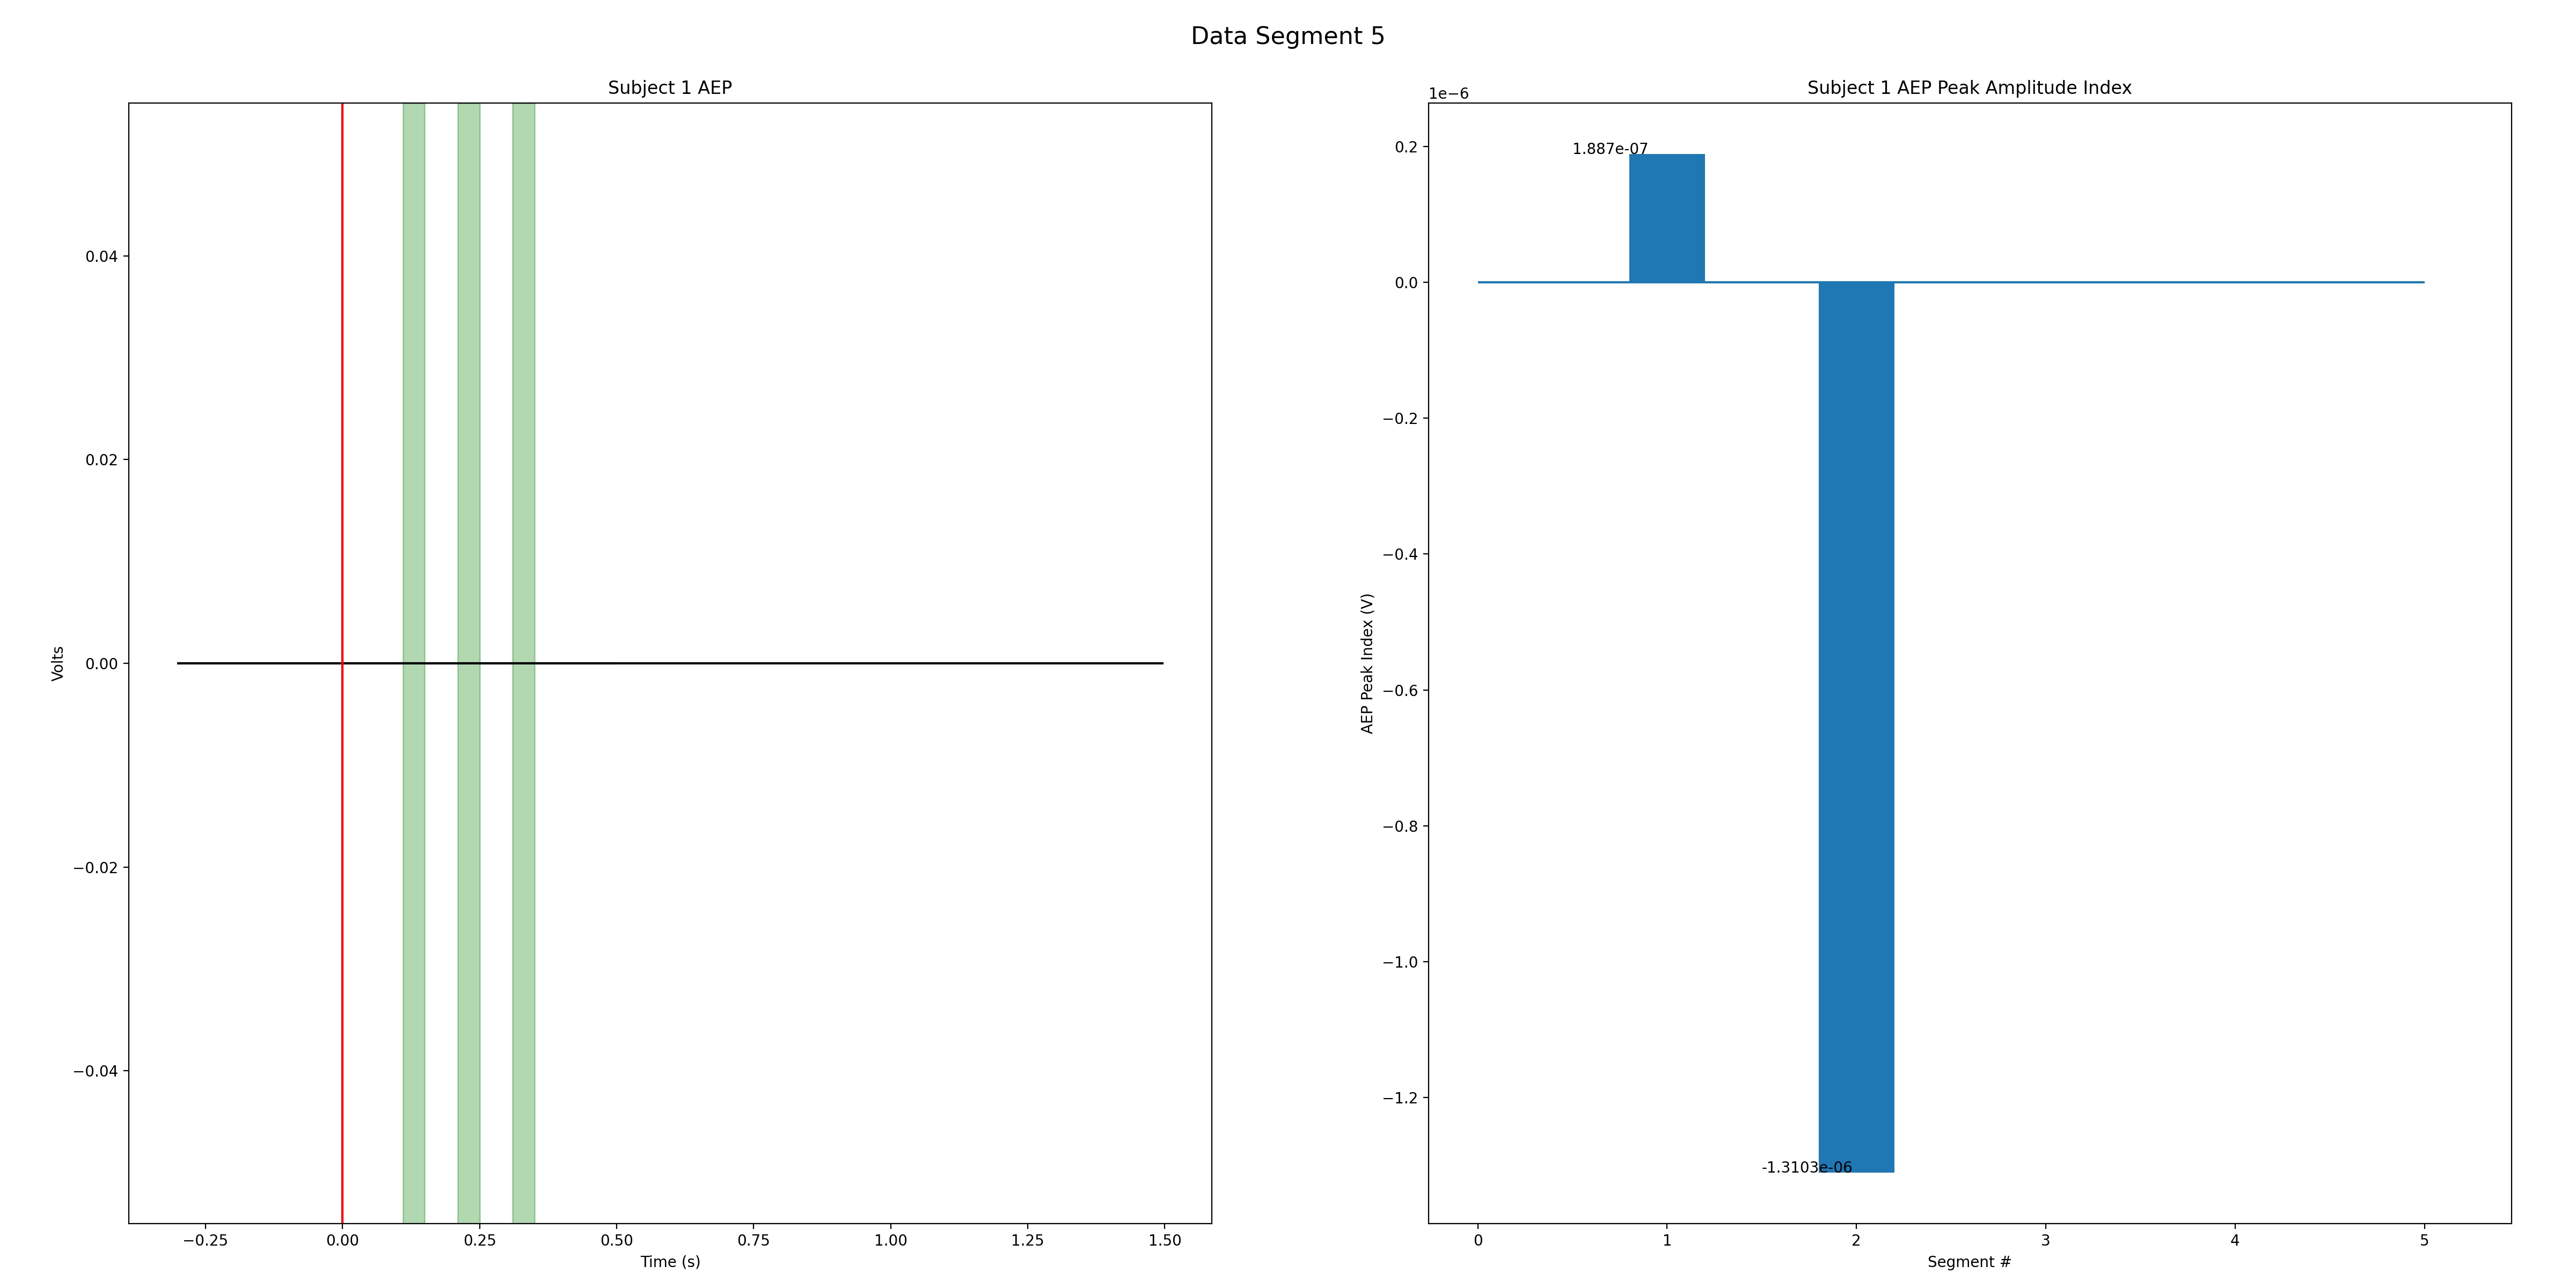 Data Segment 5
Subject 1 AEP
0.04
0.02
0.00
−0.02
−0.04
Volts
−0.25 0.00 0.25 0.50 0.75 1.00 1.25 1.50
Time (s)
Subject 1 AEP Peak Amplitude Index
1e−6
0.2
0.0
−0.2
−0.4
−0.6
−0.8
−1.0
−1.2
AEP Peak Index (V)
1.887e-07
-1.3103e-06
0 1 2 3 4 5
Segment #